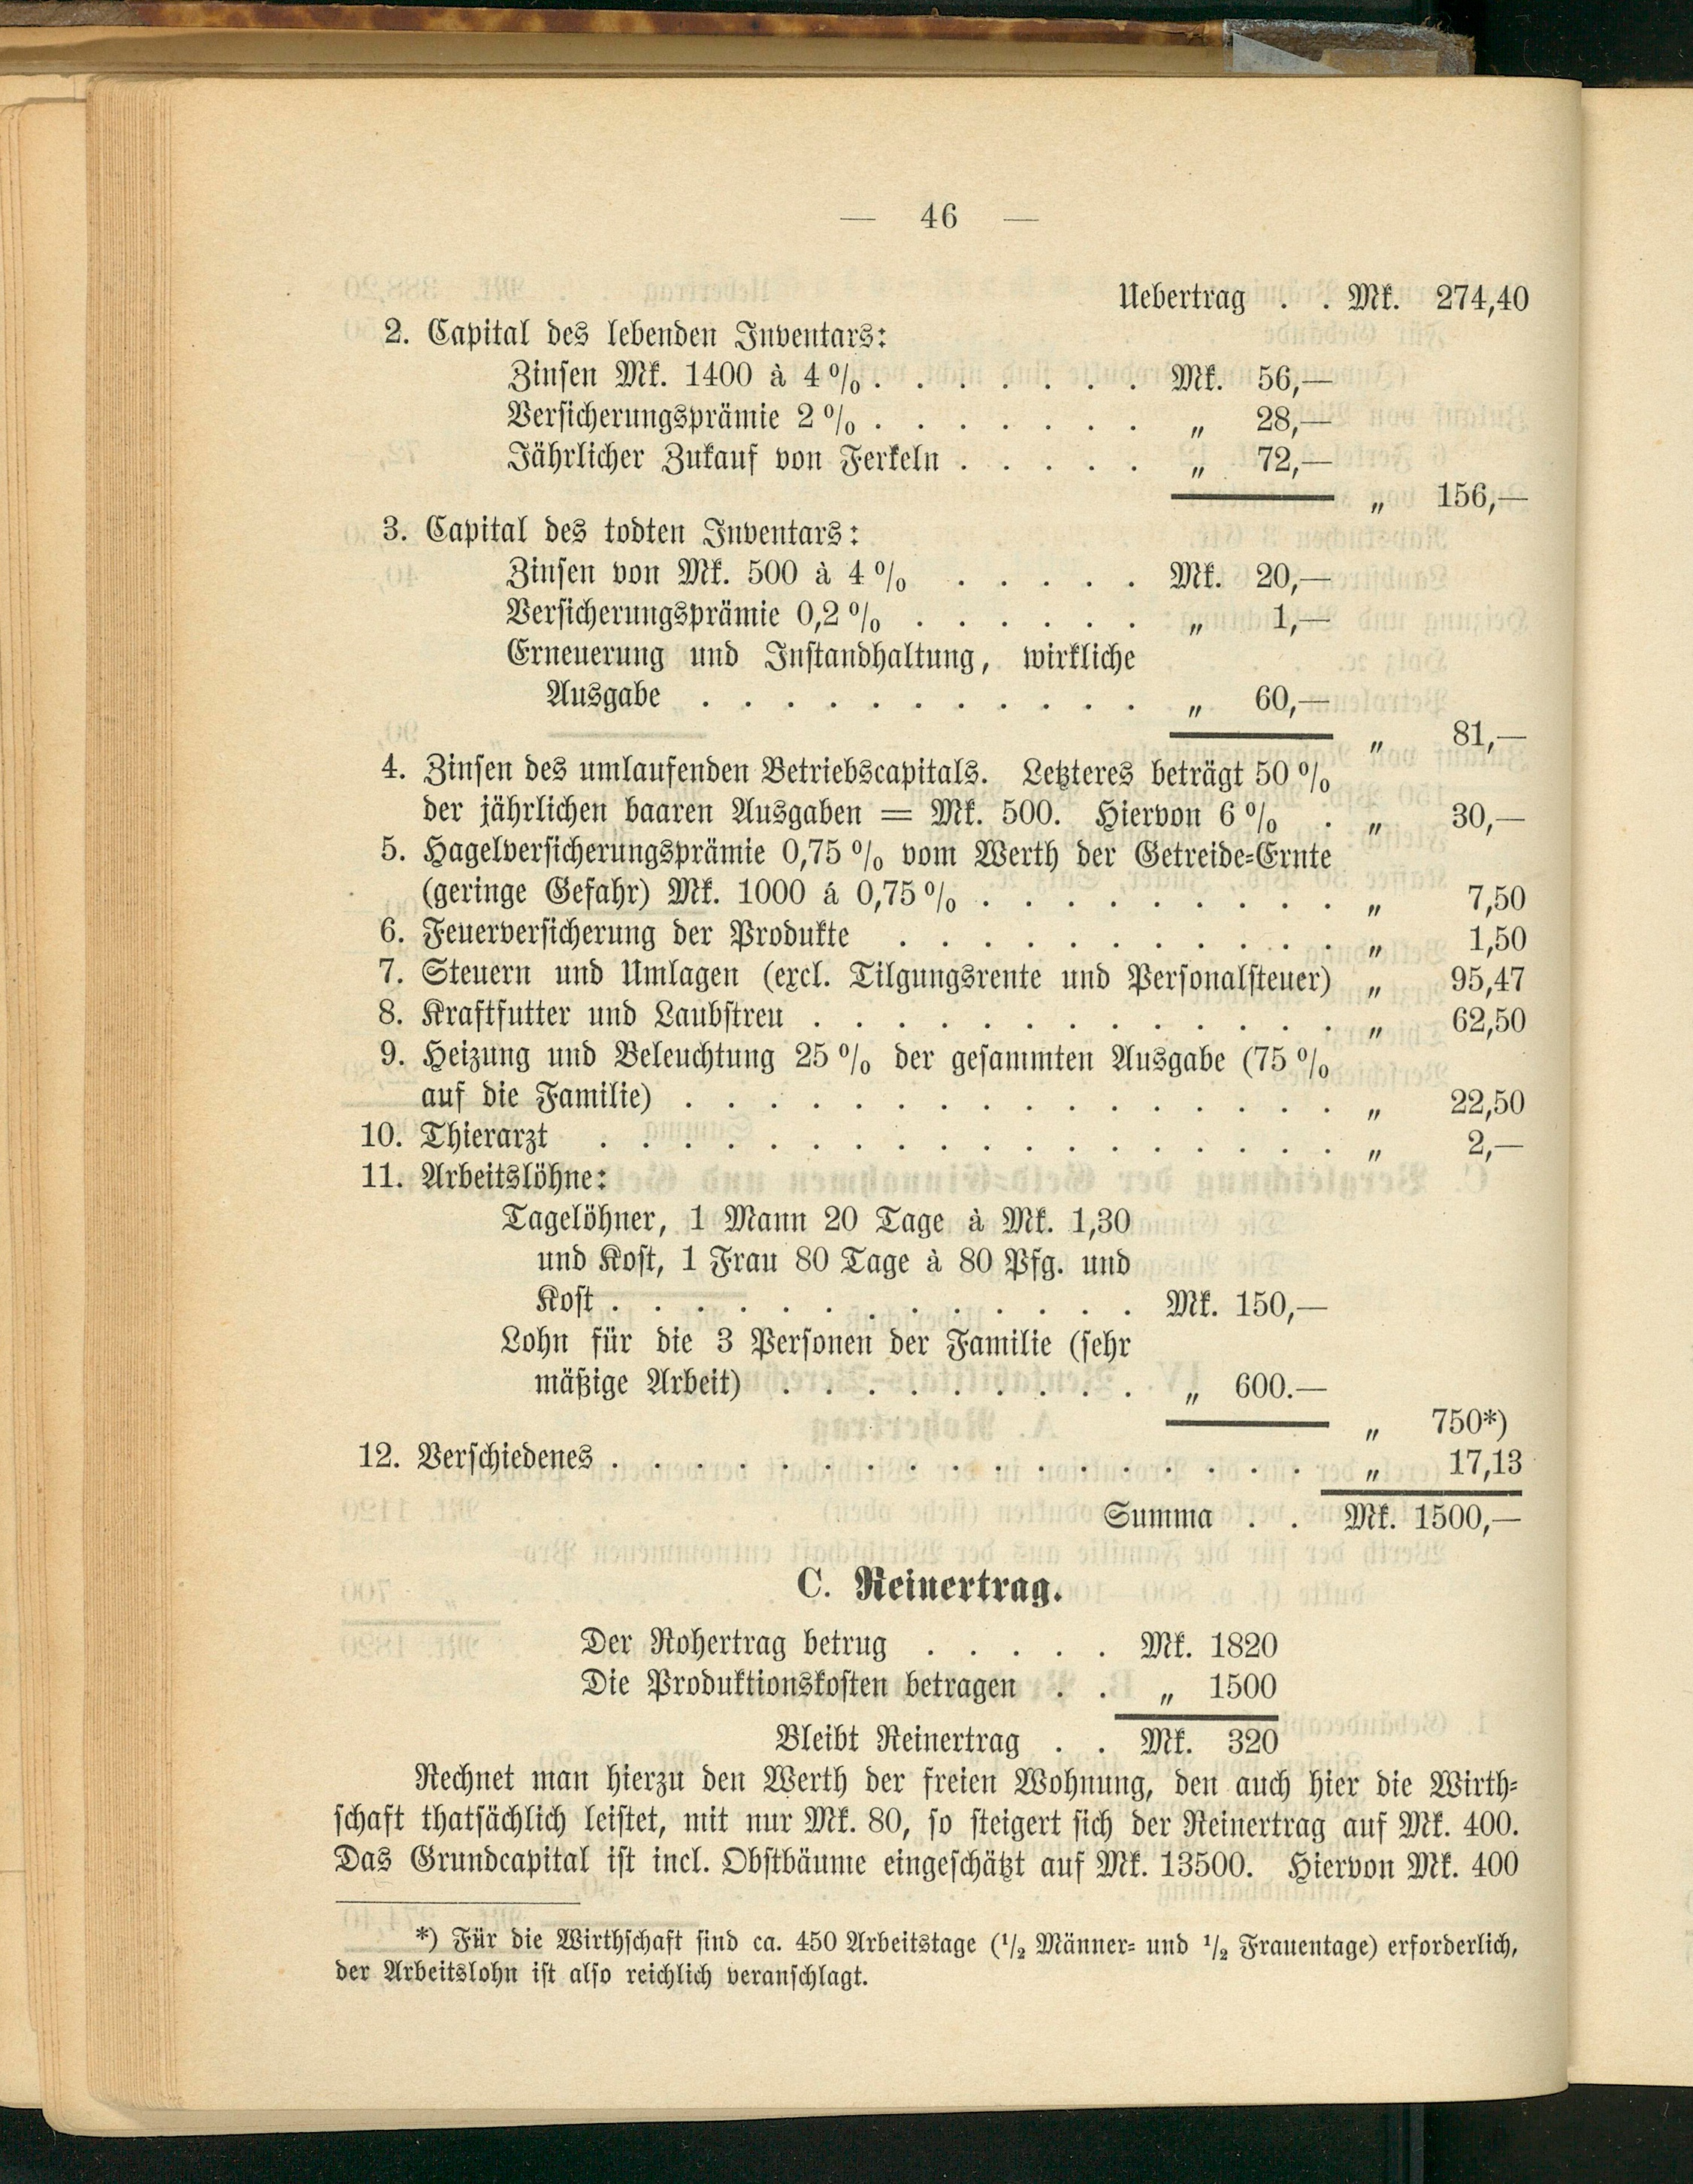 — 46 —
Uebertrag . . Mk. 274,40
2. Capital des lebenden Inventars:
Zinsen Mk. 1400 à 4 % . . . . . . . Mk. 56,—
Versicherungsprämie 2 % . . . . . . . „ 28,—
Jährlicher Zukauf von Ferkeln . . . . . „ 72,—
„ 156,—
3. Capital des todten Inventars:
Zinsen von Mk. 500 à 4 % . . . . . Mk. 20,—
Versicherungsprämie 0,2 % . . . . . . „ 1,—
Erneuerung und Instandhaltung, wirkliche
Ausgabe . . . . . . . . . . . „ 60,—
„ 81,—
4. Zinsen des umlaufenden Betriebscapitals. Letzteres beträgt 50 %
der jährlichen baaren Ausgaben = Mk. 500. Hiervon 6 % . „ 30,—
5. Hagelversicherungsprämie 0,75 % vom Werth der Getreide-Ernte
(geringe Gefahr) Mk. 1000 á 0,75 % . . . . . . . . . „ 7,50
6. Feuerversicherung der Produkte . . . . . . . . . . . „ 1,50
7. Steuern und Umlagen (excl. Tilgungsrente und Personalsteuer) „ 95,47
8. Kraftfutter und Laubstreu . . . . . . . . . . . . . „ 62,50
9. Heizung und Beleuchtung 25 % der gesammten Ausgabe (75 %
auf die Familie) . . . . . . . . . . . . . . . . „ 22,50
10. Thierarzt . . . . . . . . . . . . . . . . . . „ 2,—
11. Arbeitslöhne:
Tagelöhner, 1 Mann 20 Tage à Mk. 1,30
und Kost, 1 Frau 80 Tage à 80 Pfg. und
Kost . . . . . . . . . . . . . Mk. 150,—
Lohn für die 3 Personen der Familie (sehr
mäßige Arbeit) . . . . . . . . . „ 600.—
„ 750*)
12. Verschiedenes . . . . . . . . . . . . . . . . . „ 17,13
Summa . . Mk. 1500,—
C. Reinertrag.
Der Rohertrag betrug . . . . . Mk. 1820
Die Produktionskosten betragen . . „ 1500
Bleibt Reinertrag . . Mk. 320
Rechnet man hierzu den Werth der freien Wohnung, den auch hier die Wirth-
schaft thatsächlich leistet, mit nur Mk. 80, so steigert sich der Reinertrag auf Mk. 400.
Das Grundcapital ist incl. Obstbäume eingeschätzt auf Mk. 13500. Hiervon Mk. 400
*) Für die Wirthschaft sind ca. 450 Arbeitstage (1/2 Männer- und 1/2 Frauentage) erforderlich,
der Arbeitslohn ist also reichlich veranschlagt.